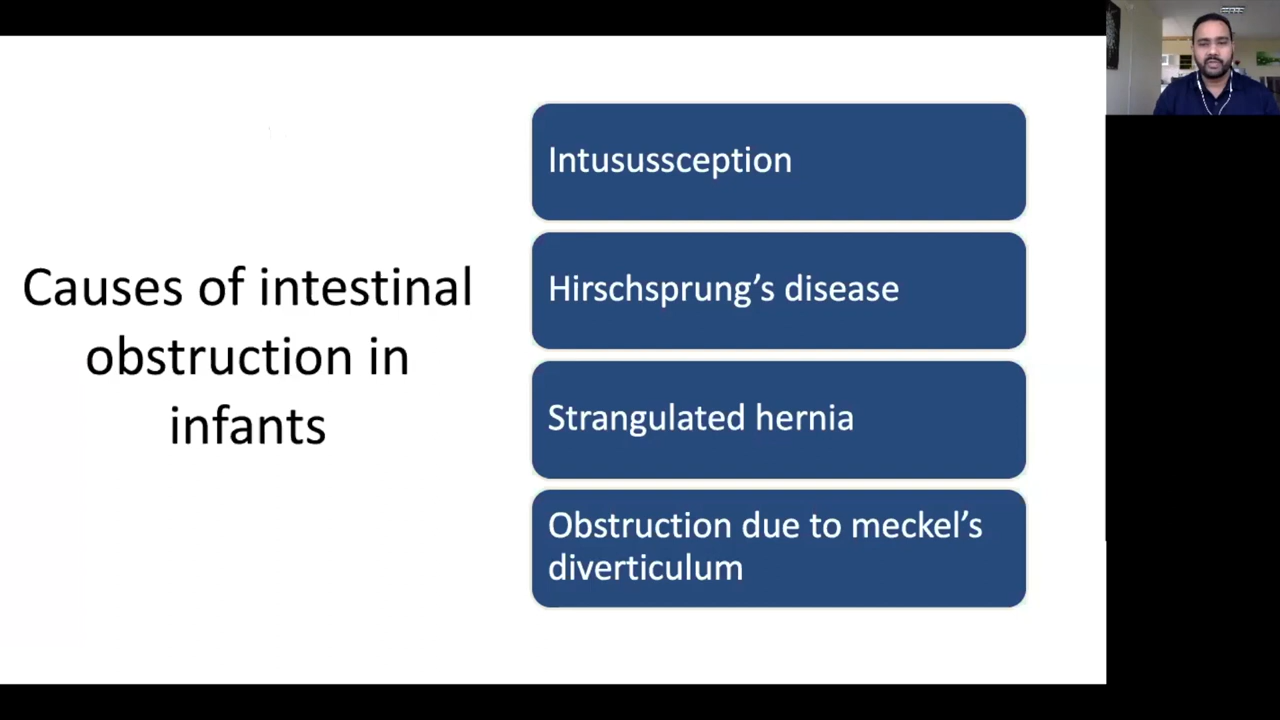 Causes of intestinal
obstruction in
infants
Intusussception
Hirschsprung’s disease
Strangulated hernia
Obstruction due to meckel’s
diverticulum